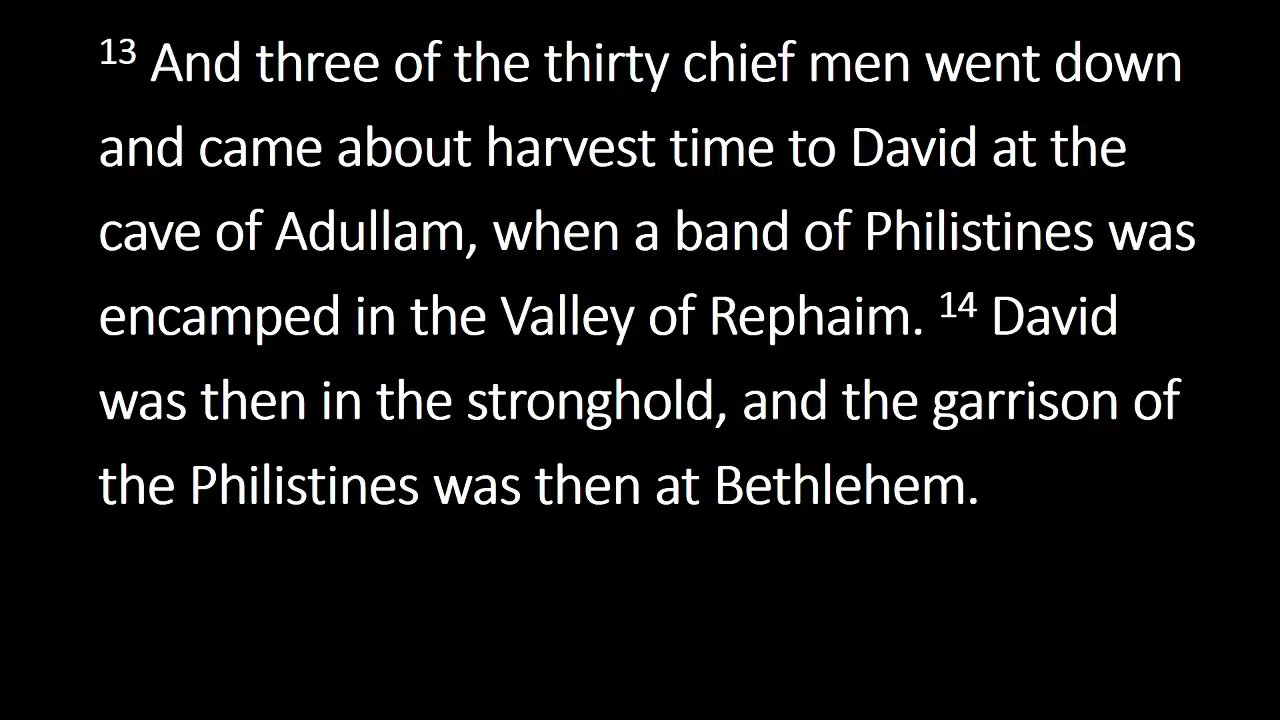 ¹³ And three of the thirty chief men went down
and came about harvest time to David at the
cave of Adullam, when a band of Philistines was
encamped in the Valley of Rephaim. ¹⁴ David
was then in the stronghold, and the garrison of
the Philistines was then at Bethlehem.